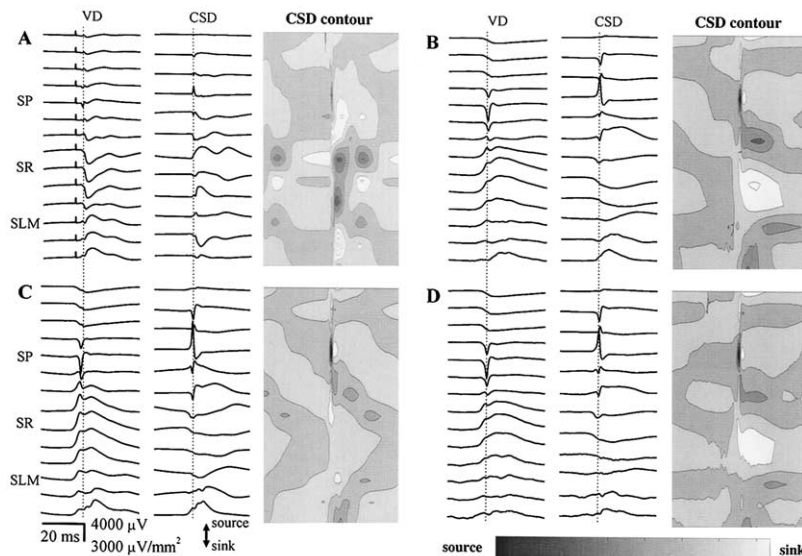 VD CSD CSD contour
A
SP
SR
SLM
VD CSD CSD contour
B
C
SP
SR
SLM
20 ms
4000 µV
3000 µV/mm²
source
sink
D
source sink